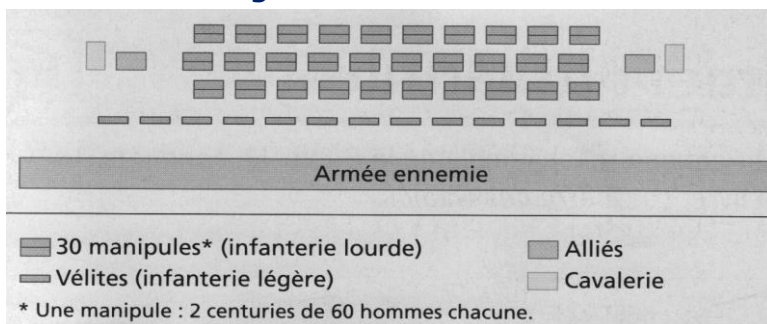 Armée ennemie
30 manipules* (infanterie lourde)
Alliés
Vélites (infanterie légère)
Cavalerie
* Une manipule : 2 centuries de 60 hommes chacune.